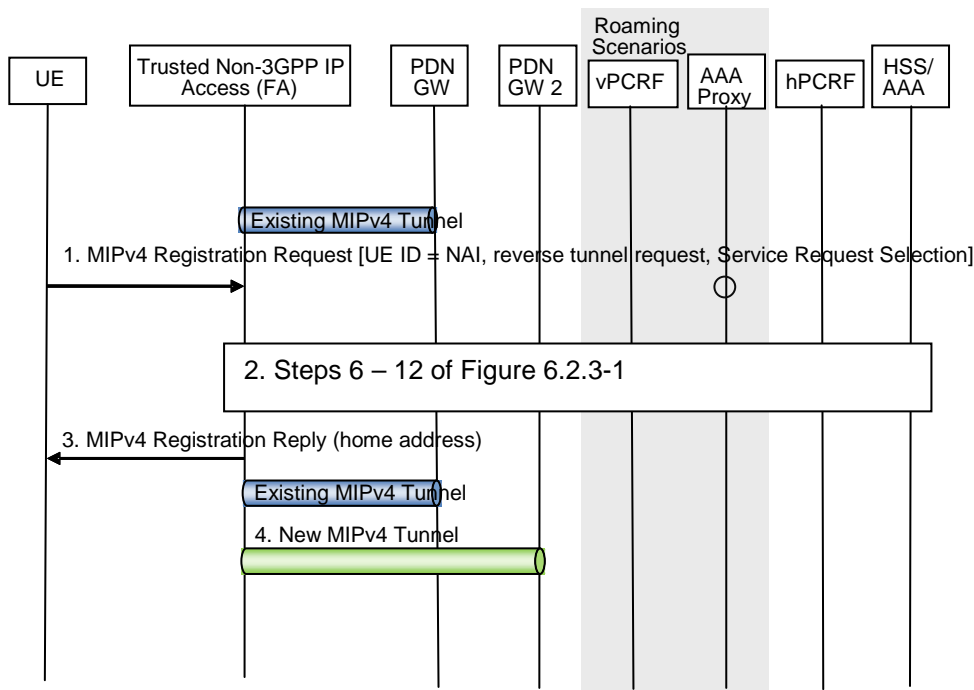 Roaming
Scenarios
UE
Trusted Non-3GPP IP
Access (FA)
PDN
GW
PDN
GW 2
vPCRF
AAA
Proxy
hPCRF
HSS/
AAA
Existing MIPv4 Tunnel
1. MIPv4 Registration Request [UE ID = NAI, reverse tunnel request, Service Request Selection]
2. Steps 6 – 12 of Figure 6.2.3-1
3. MIPv4 Registration Reply (home address)
Existing MIPv4 Tunnel
4. New MIPv4 Tunnel